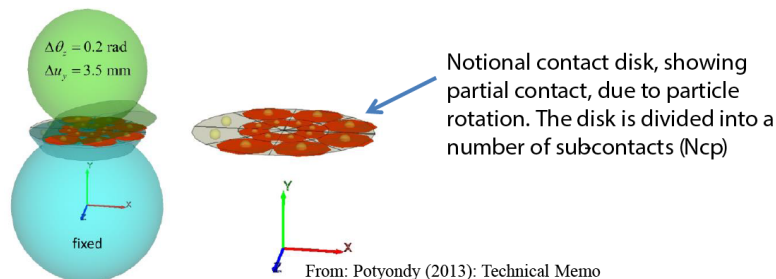 Δθz = 0.2 rad
Δuy = 3.5 mm
Y
X
Z
fixed
Y
X
Z
Notional contact disk, showing
partial contact, due to particle
rotation. The disk is divided into a
number of subcontacts (Ncp)
From: Potyondy (2013): Technical Memo